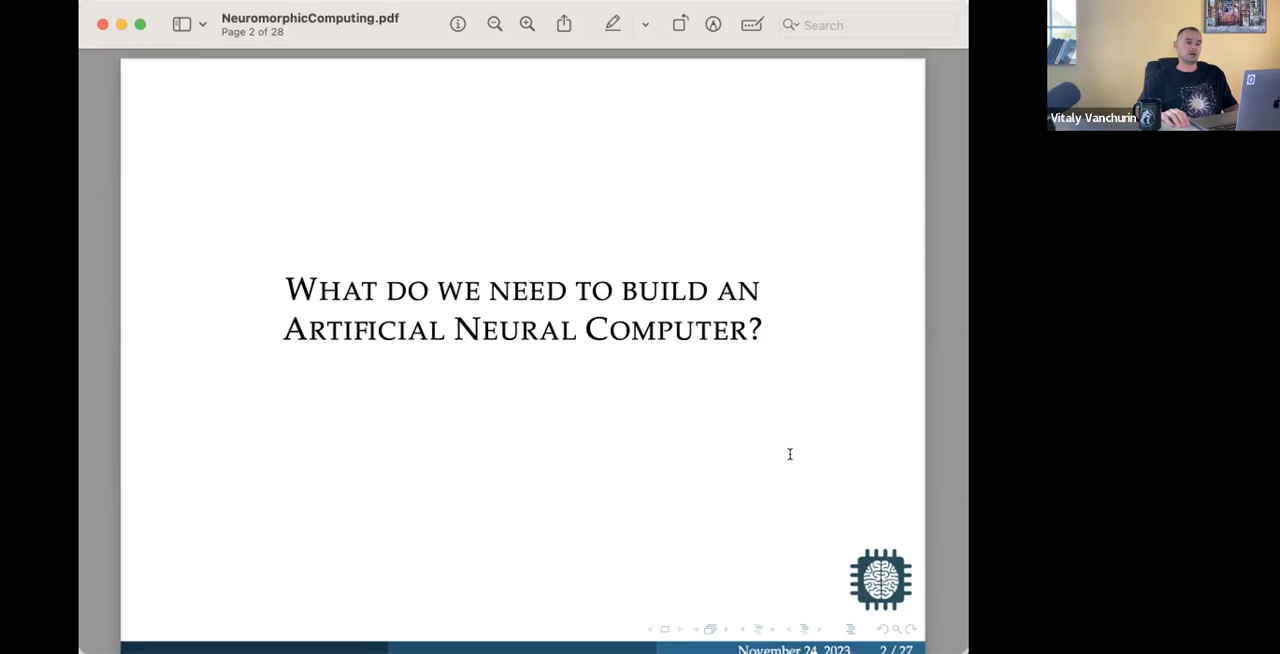 NeuromorphicComputing.pdf
Page 2 of 28
Search
Vitaly Vanchurin
WHAT DO WE NEED TO BUILD AN
ARTIFICIAL NEURAL COMPUTER?
November 24, 2023 2 / 27